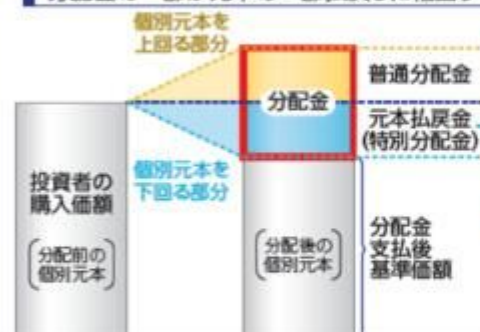 個別元本を
上回る部分
普通分配金
分配金
元本払戻金
(特別分配金)
個別元本を
下回る部分
投資者の
購入価額
分配前の
個別元本
分配後の
個別元本
分配金
支払後
基準価額